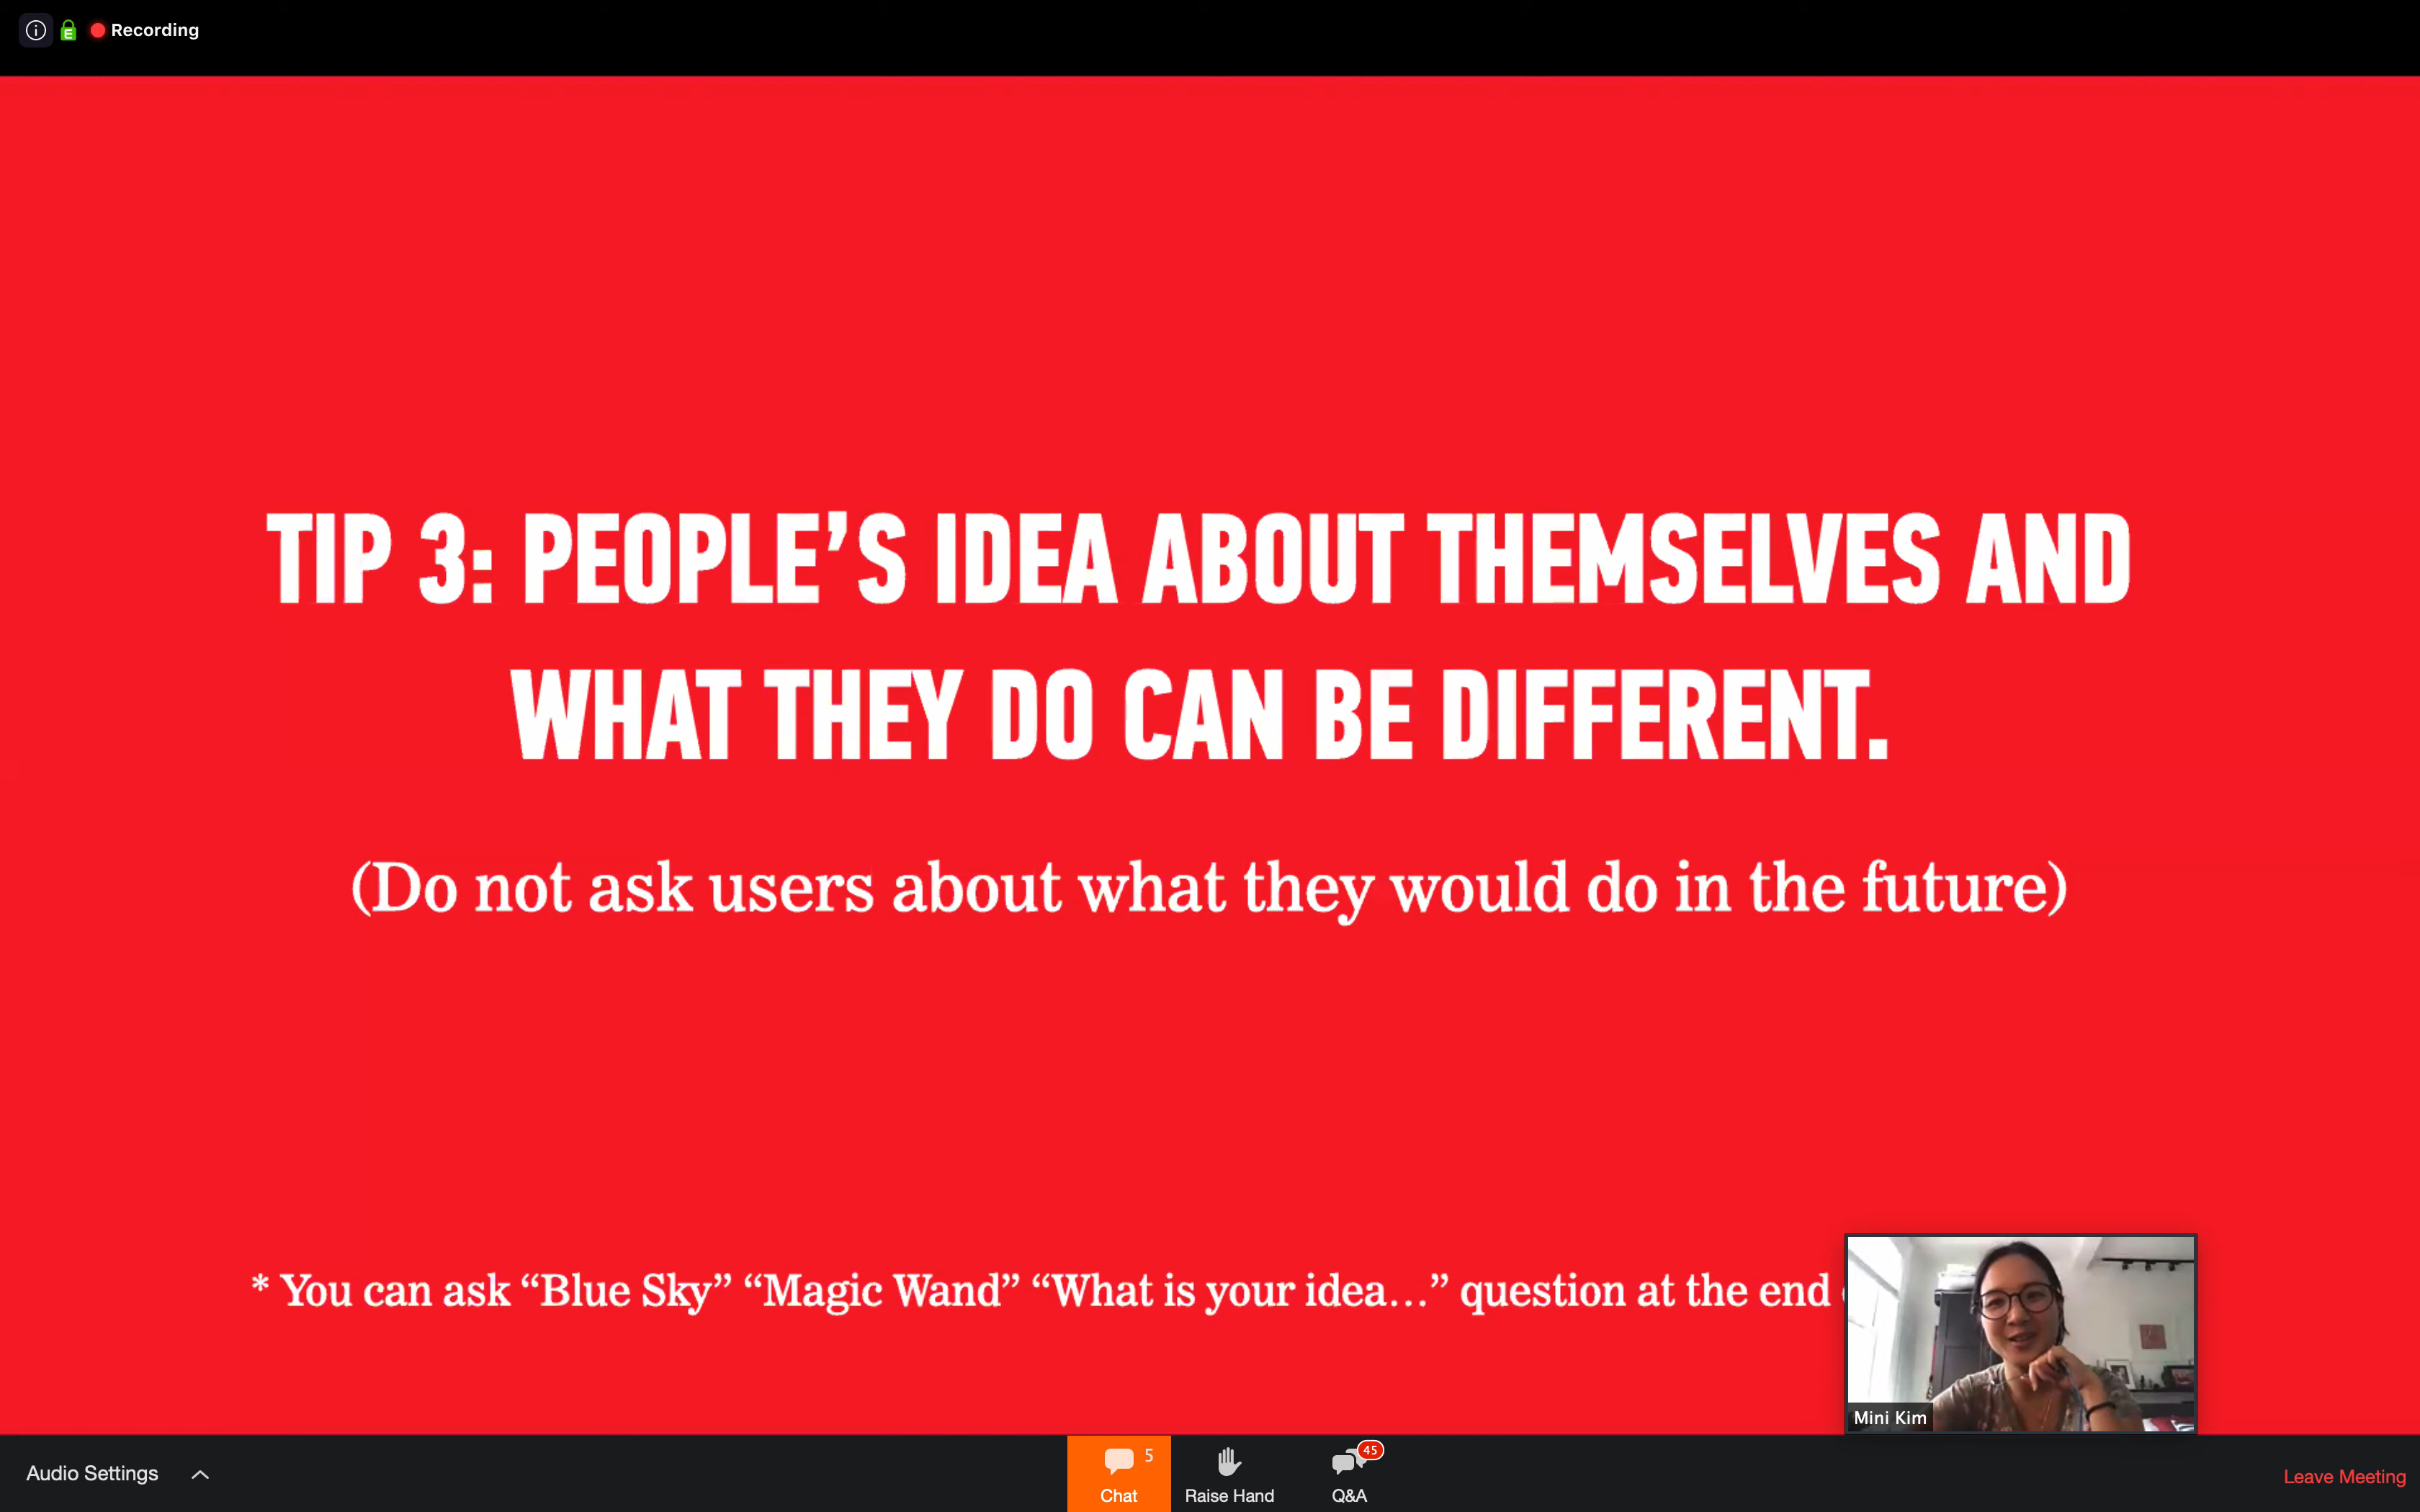 Recording
TIP 3: PEOPLE’S IDEA ABOUT THEMSELVES AND
WHAT THEY DO CAN BE DIFFERENT.
(Do not ask users about what they would do in the future)
* You can ask “Blue Sky” “Magic Wand” “What is your idea…” question at the end
Mini Kim
Audio Settings
5
Chat
Raise Hand
45
Q&A
Leave Meeting